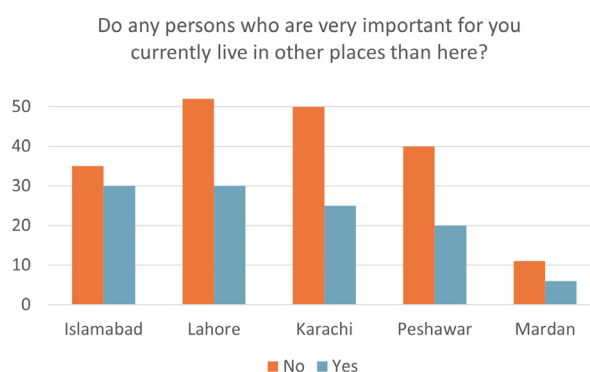 Do any persons who are very important for you
currently live in other places than here?
50
40
30
20
10
0
Islamabad Lahore Karachi Peshawar Mardan
No Yes